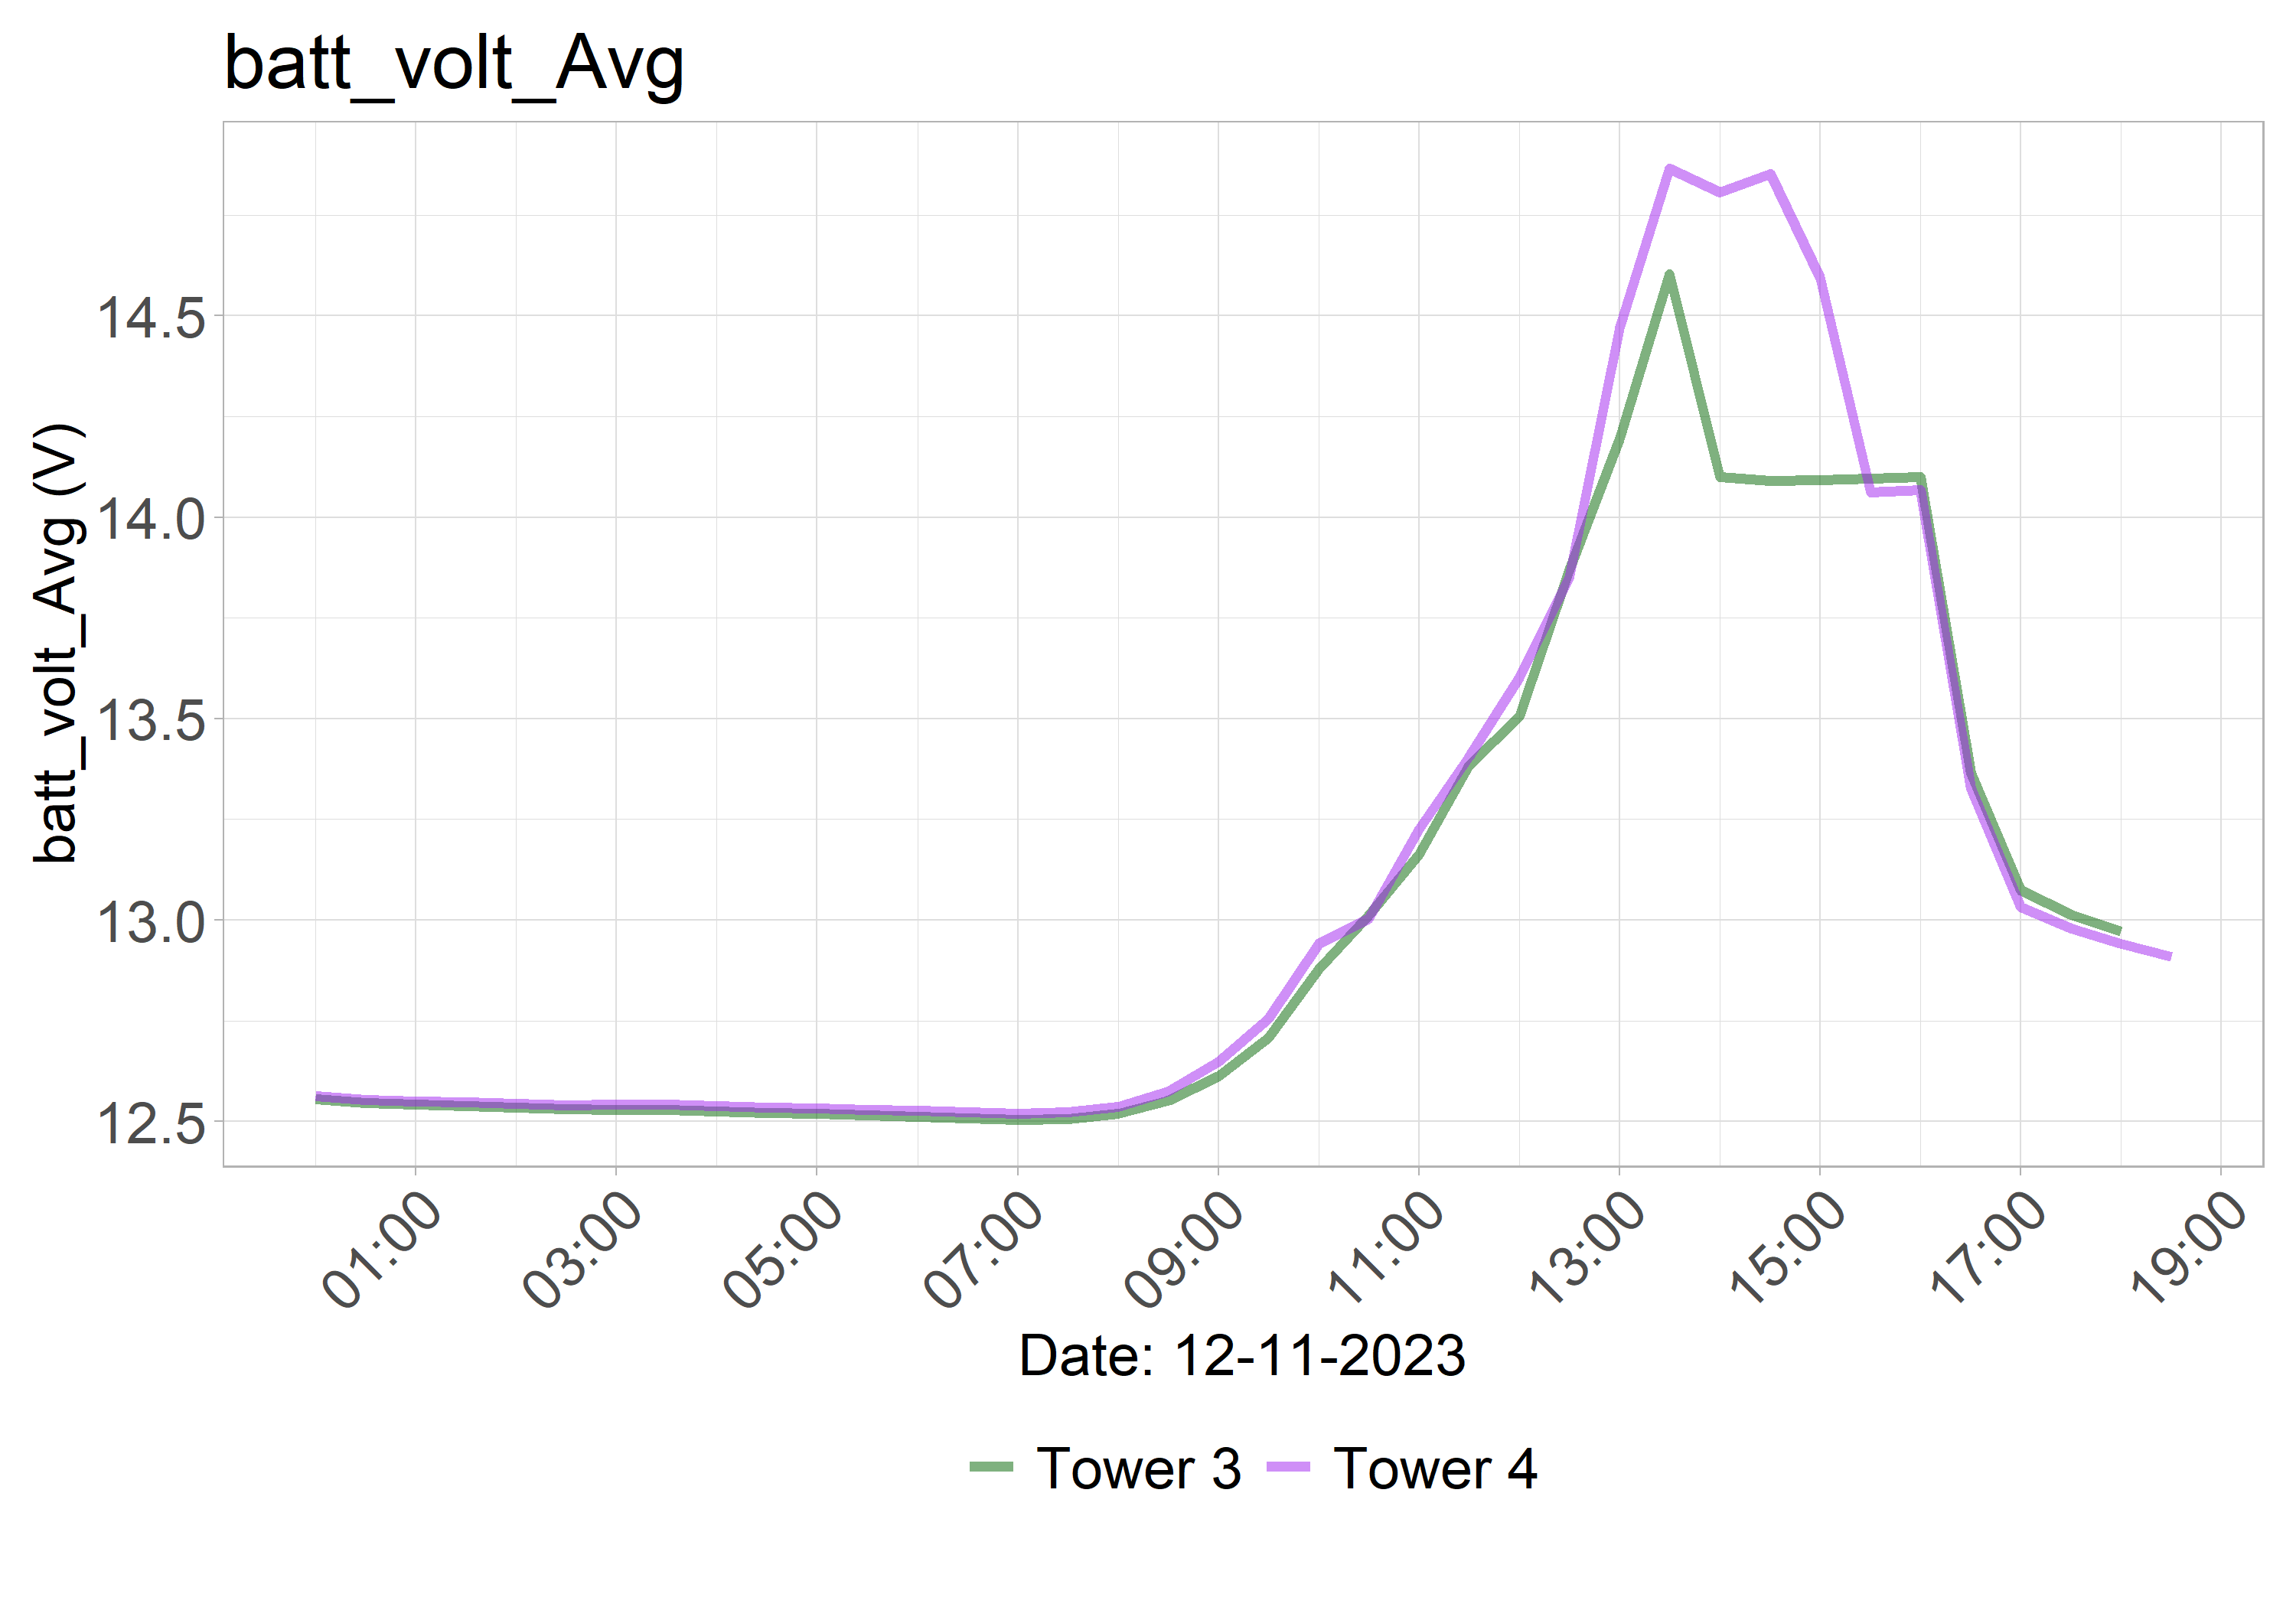 batt_volt_Avg
batt_volt_Avg (V)
14.5
14.0
13.5
13.0
12.5
01:00 03:00 05:00 07:00 09:00 11:00 13:00 15:00 17:00 19:00
Date: 12-11-2023
Tower 3 Tower 4